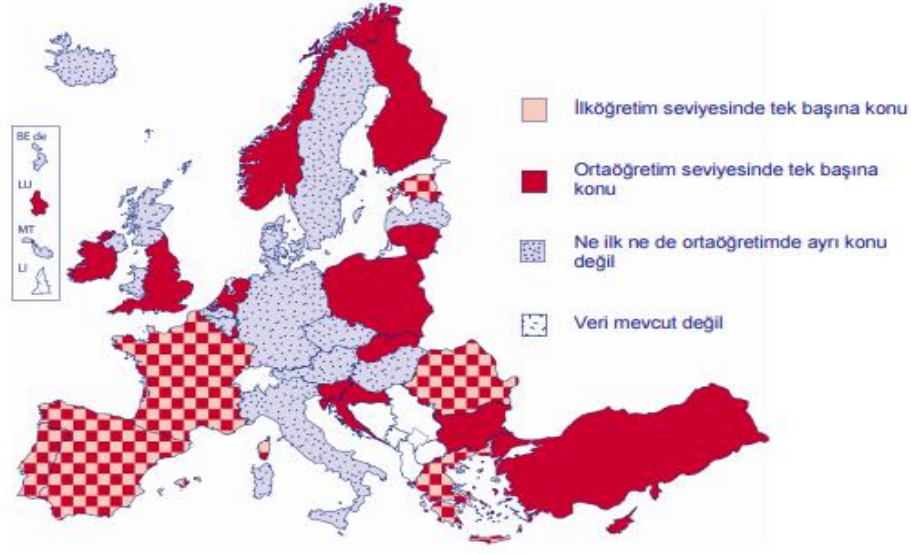 İlköğretim seviyesinde tek başına konu
Ortaöğretim seviyesinde tek başına
konu
Ne ilk ne de ortaöğretimde ayrı konu
değil
Veri mevcut değil
BE de
LU
MT
LI